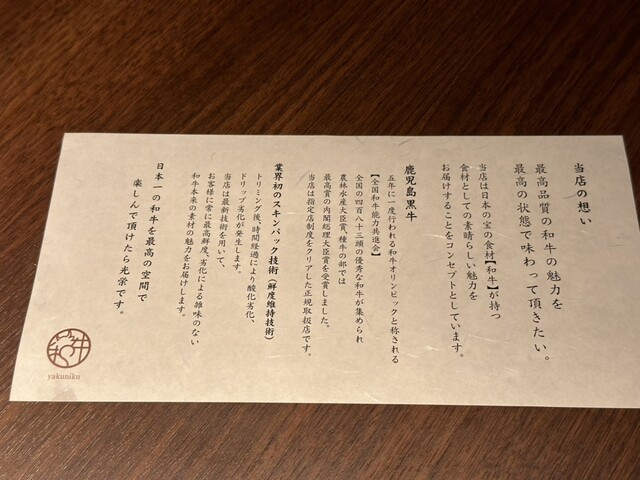 当店の想い
最高品質の和牛の魅力を
最高の状態で味わって頂きたい。
当店は日本の宝の食材【和牛】が持つ
食材としての素晴らしい魅力を
お届けすることをコンセプトとしています。
鹿児島黒牛
五年に一度行われる和牛オリンピックと称される
【全国和牛能力共進会】
全国の四百八十三頭の優秀な和牛が集められ
農林水産大臣賞、種牛の部では
最高賞の内閣総理大臣賞を受賞しました。
当店は指定店制度をクリアした正規取扱店です。
業界初のスキンパック技術(鮮度維持技術)
トリミング後、時間経過により酸化劣化、
ドリップ劣化が発生します。
当店は最新技術を用いて、
お客様に常に最高鮮度、劣化による雑味のない
和牛本来の素材の魅力をお届けします。
日本一の和牛を最高の空間で
楽しんで頂けたら光栄です。
yakuniku